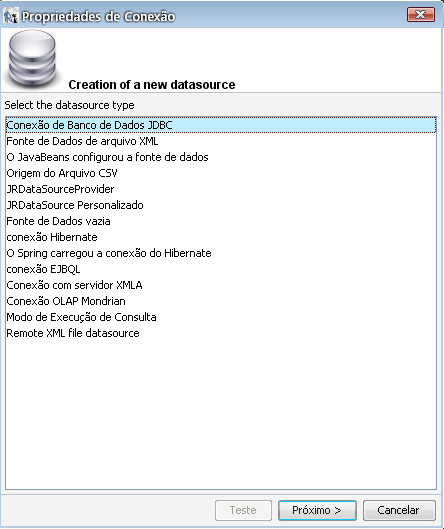 Propriedades de Conexão
Creation of a new datasource
Select the datasource type
Conexão de Banco de Dados JDBC
Fonte de Dados de arquivo XML
O JavaBeans configurou a fonte de dados
Origem do Arquivo CSV
JRDataSourceProvider
JRDataSource Personalizado
Fonte de Dados vazia
conexão Hibernate
O Spring carregou a conexão do Hibernate
conexão EJBQL
Conexão com servidor XMLA
Conexão OLAP Mondrian
Modo de Execução de Consulta
Remote XML file datasource
Teste
Próximo >
Cancelar